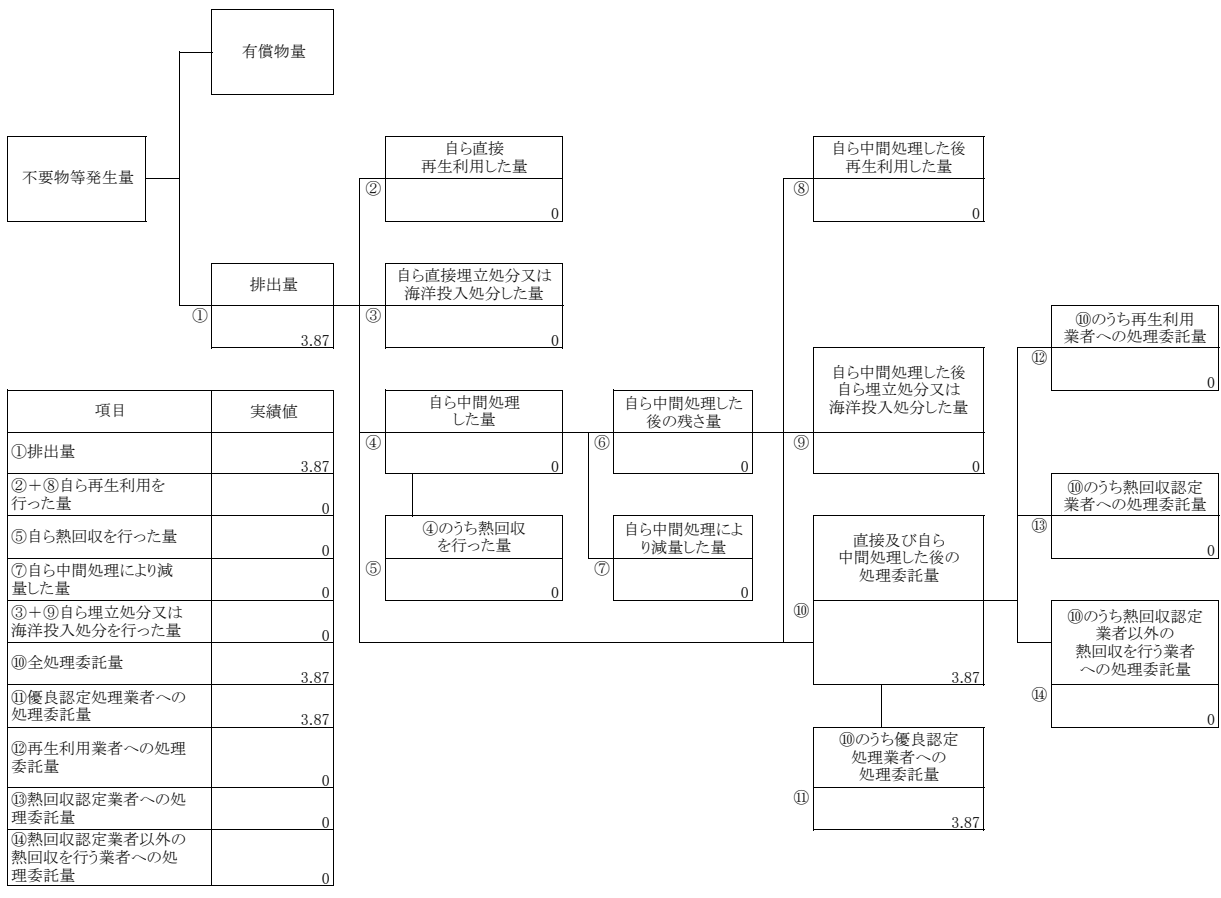 有償物量
不要物等発生量
排出量
①
3.87
自ら直接
再生利用した量
②
0
自ら直接埋立処分又は
海洋投入処分した量
③
0
自ら中間処理
した量
④
0
④のうち熱回収
を行った量
⑤
0
自ら中間処理した
後の残さ量
⑥
0
自ら中間処理によ
り減量した量
⑦
0
自ら中間処理した後
再生利用した量
⑧
0
自ら中間処理した後
自ら埋立処分又は
海洋投入処分した量
⑨
0
直接及び自ら
中間処理した後の
処理委託量
⑩
3.87
⑩のうち優良認定
処理業者への
処理委託量
⑪
3.87
⑩のうち再生利用
業者への処理委託量
⑫
0
⑩のうち熱回収認定
業者への処理委託量
⑬
0
⑩のうち熱回収認定
業者以外の
熱回収を行う業者
への処理委託量
⑭
0
項目 実績値
①排出量
3.87
②＋⑧自ら再生利用を
行った量
0
⑤自ら熱回収を行った量
0
⑦自ら中間処理により減
量した量
0
③＋⑨自ら埋立処分又は
海洋投入処分を行った量
0
⑩全処理委託量
3.87
⑪優良認定処理業者への
処理委託量
3.87
⑫再生利用業者への処理
委託量
0
⑬熱回収認定業者への処
理委託量
0
⑭熱回収認定業者以外の
熱回収を行う業者への処
理委託量
0